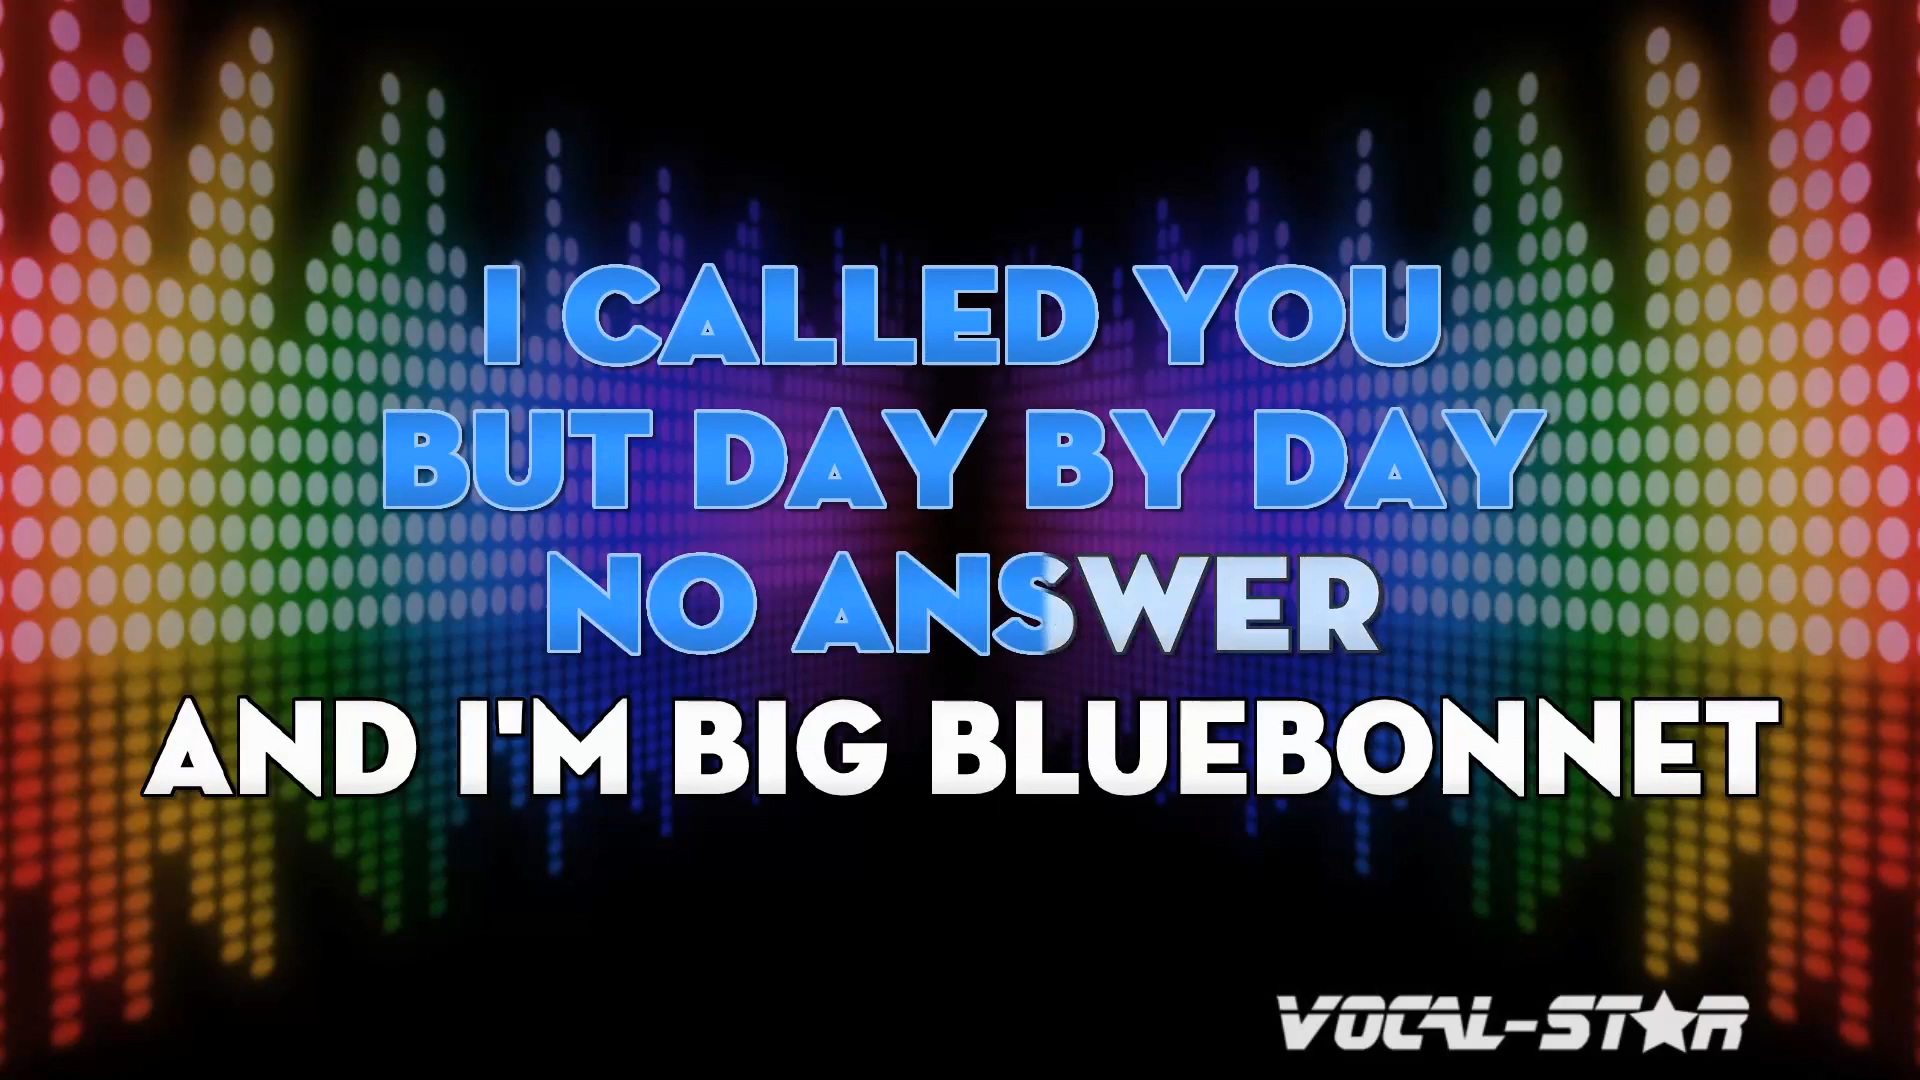 I CALLED YOU
BUT DAY BY DAY
NO ANSWER
AND I'M BIG BLUEBONNET
VOCAL-STAR